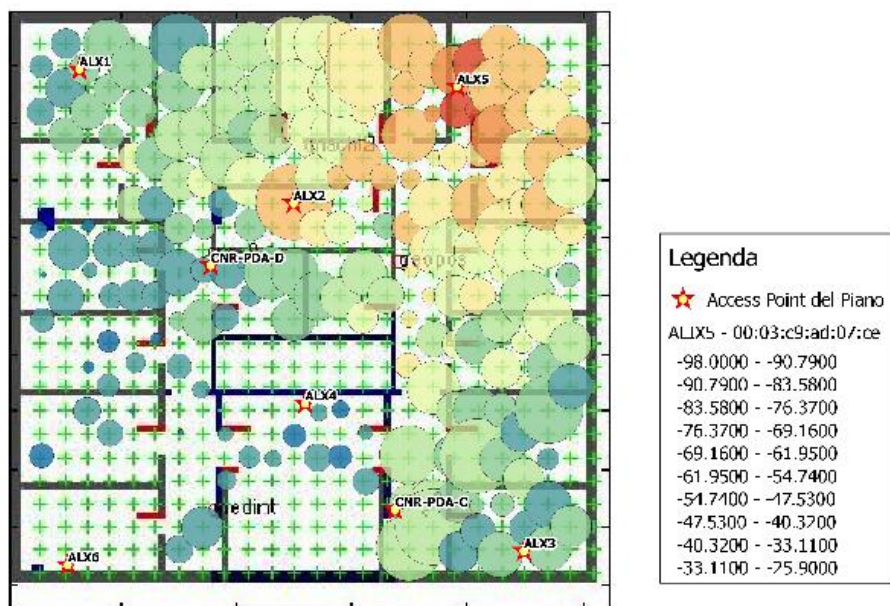 ALX1
ALX5
ALX2
CNR-PDA-D
ALX4
CNR-PDA-C
ALX3
ALX6
Legenda
Access Point del Piano
ALIX5 - 00:03:c9:ad:07:ce
-98.0000 - -90.7900
-90.7900 - -83.5800
-83.5800 - -76.3700
-76.3700 - -69.1600
-69.1600 - -61.9500
-61.9500 - -54.7400
-54.7400 - -47.5300
-47.5300 - -40.3200
-40.3200 - -33.1100
-33.1100 - -25.9000